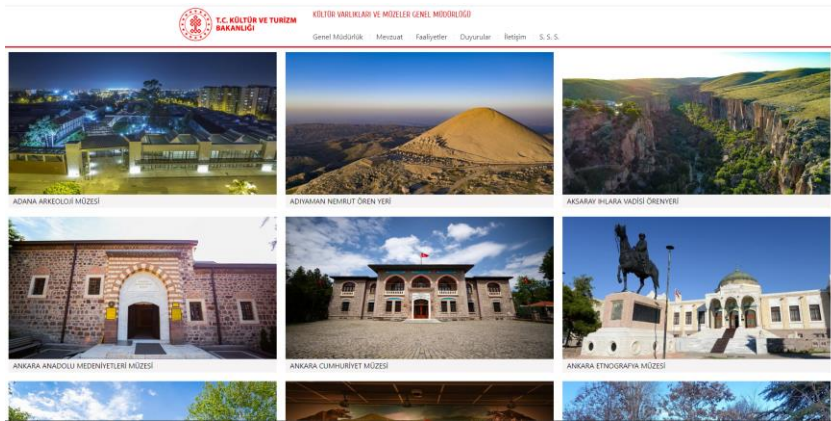 T.C. KÜLTÜR VE TURİZM
BAKANLIĞI
KÜLTÜR VARLIKLARI VE MÜZELER GENEL MÜDÜRLÜĞÜ
Genel Müdürlük Mevzuat Faaliyetler Duyurular İletişim S. S. S.
ADANA ARKEOLOJİ MÜZESİ
ADIYAMAN NEMRUT ÖREN YERİ
AKSARAY IHLARA VADİSİ ÖRENYERİ
ANKARA ANADOLU MEDENİYETLERİ MÜZESİ
ANKARA CUMHURİYET MÜZESİ
ANKARA ETNOGRAFYA MÜZESİ